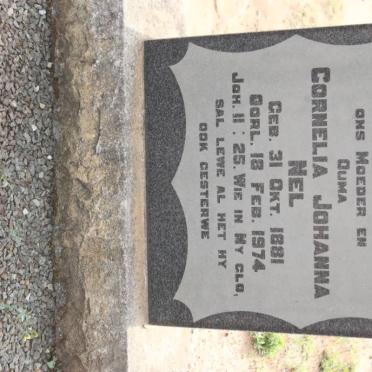 ONS MOEDER EN
OUMA
CORNELIA JOHANNA
NEL
GEB. 31 OKT. 1881
OORL. 18 FEB. 1974
JOH. 11 : 25. WIE IN MY GLO,
SAL LEWE AL HET HY
OOK GESTERWE